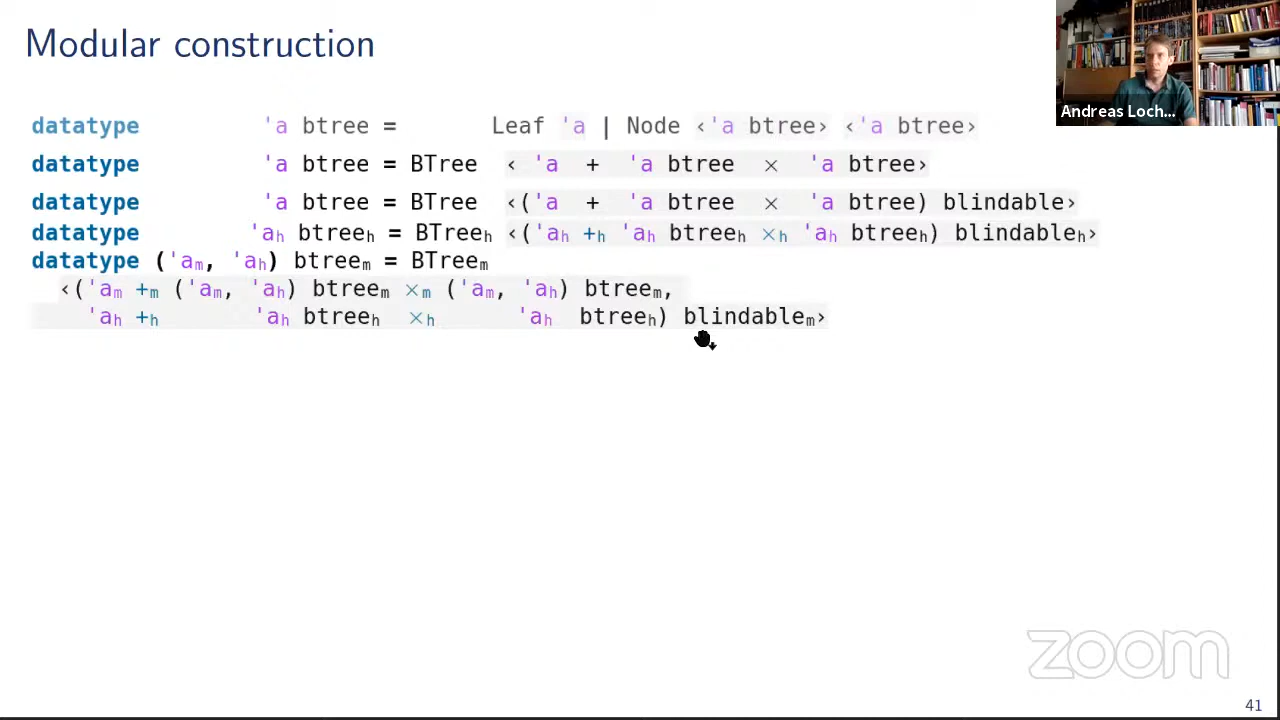 Modular construction
Andreas Loch...
datatype 'a btree = Leaf 'a | Node ‹'a btree› ‹'a btree›
datatype 'a btree = BTree ‹ 'a + 'a btree × 'a btree›
datatype 'a btree = BTree ‹('a + 'a btree × 'a btree) blindable›
datatype 'aₕ btreeₕ = BTreeₕ ‹('aₕ +ₕ 'aₕ btreeₕ ×ₕ 'aₕ btreeₕ) blindableₕ›
datatype ('aₘ, 'aₕ) btreeₘ = BTreeₘ
‹('aₘ +ₘ ('aₘ, 'aₕ) btreeₘ ×ₘ ('aₘ, 'aₕ) btreeₘ,
'aₕ +ₕ 'aₕ btreeₕ ×ₕ 'aₕ btreeₕ) blindableₘ›
zoom
41